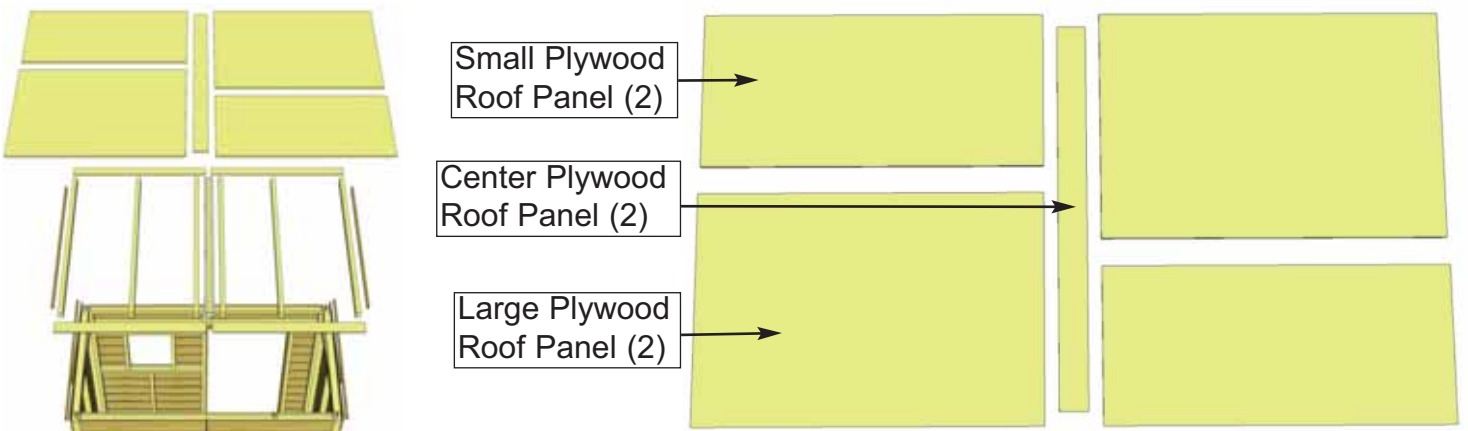 Small Plywood
Roof Panel (2)
Center Plywood
Roof Panel (2)
Large Plywood
Roof Panel (2)